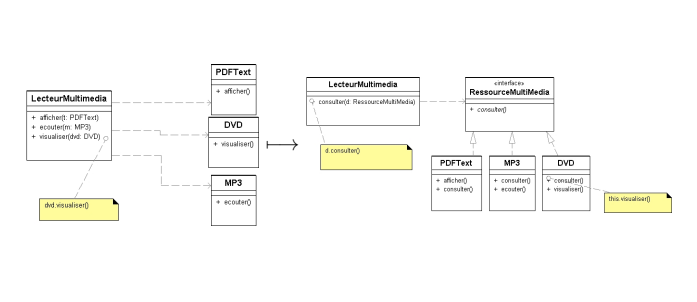 PDFText
+ afficher()
LecteurMultimedia
+ afficher(t: PDFText)
+ ecouter(m: MP3)
+ visualiser(dvd: DVD)
DVD
+ visualiser()
MP3
+ ecouter()
dvd.visualiser()
LecteurMultimedia
consulter(d: RessourceMultiMedia)
d.consulter()
«interface»
RessourceMultiMedia
+ consulter()
PDFText
+ afficher()
+ consulter()
MP3
+ consulter()
+ ecouter()
DVD
consulter()
+ visualiser()
this.visualiser()